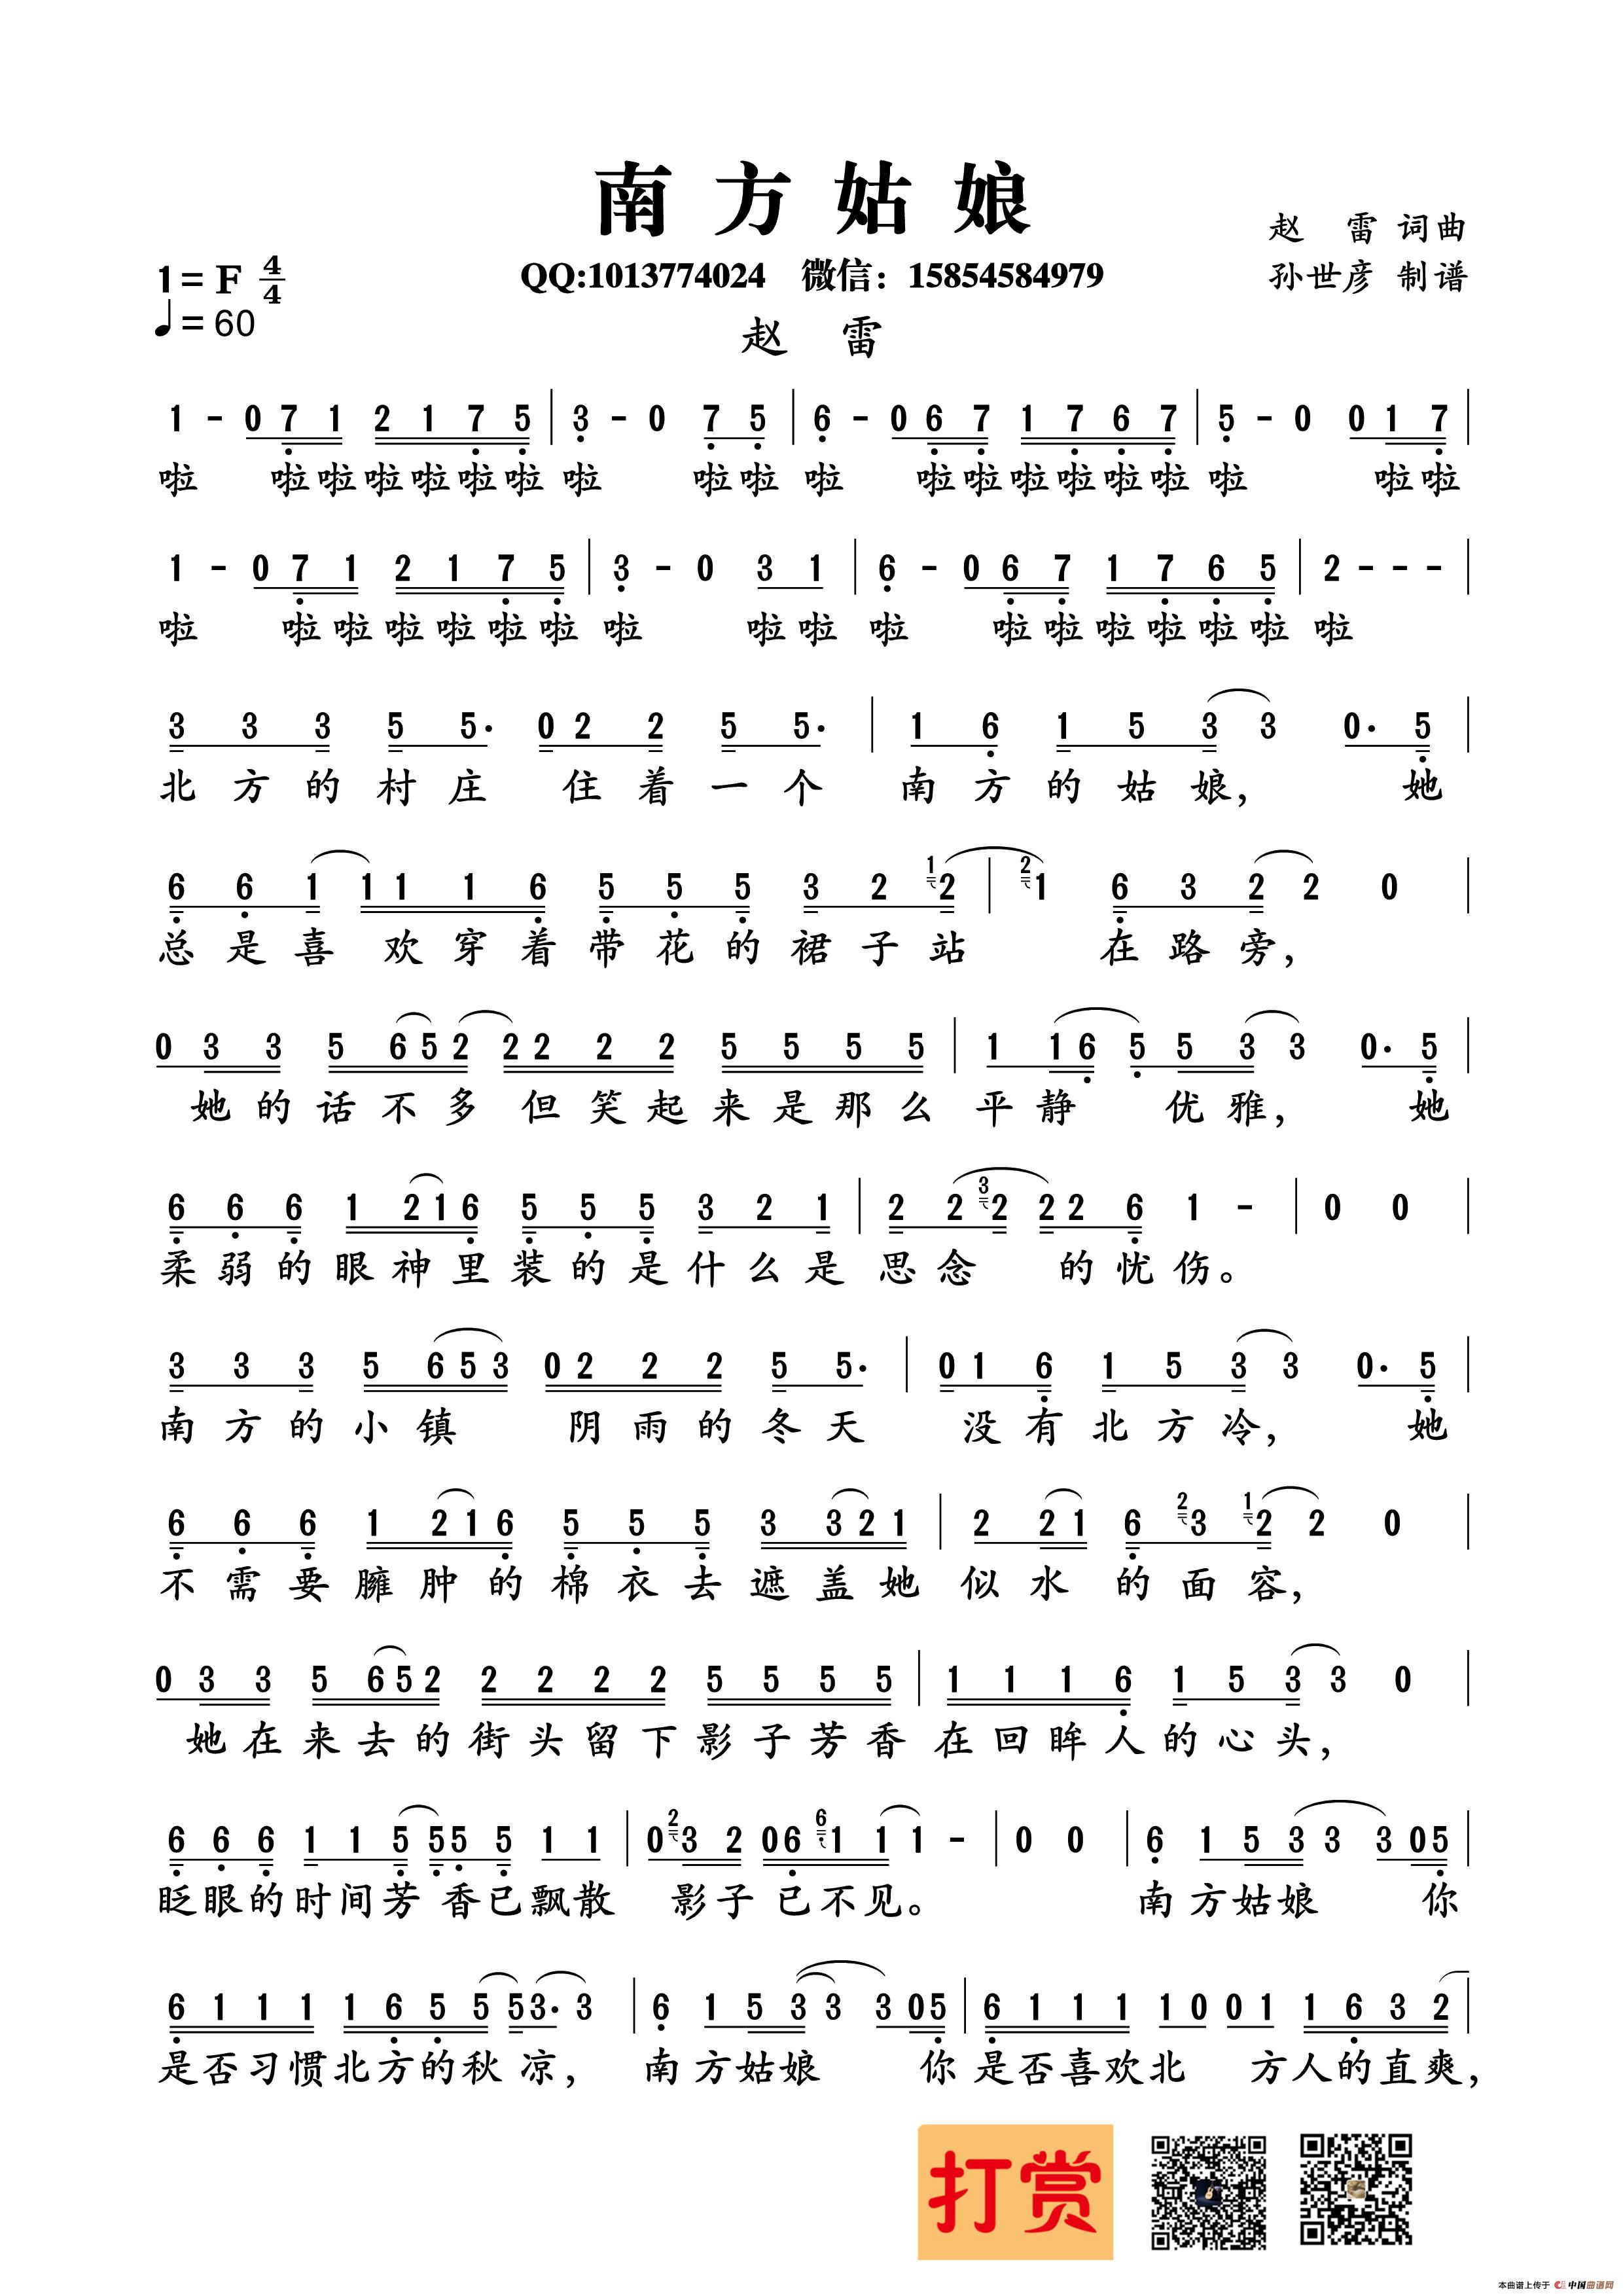 南方姑娘
赵 雷 词曲
1=F 4/4
QQ:1013774024 微信：15854584979
孙世彦 制谱
♩=60
赵 雷
1 - 0 7 1 2 1 7 5 | 3 - 0 7 5 | 6 - 0 6 7 1 7 6 7 | 5 - 0 0 1 7 |
啦 啦啦啦啦啦啦 啦 啦啦 啦 啦啦啦啦啦啦 啦 啦啦
1 - 0 7 1 2 1 7 5 | 3 - 0 3 1 | 6 - 0 6 7 1 7 6 5 | 2 - - - |
啦 啦啦啦啦啦啦 啦 啦啦 啦 啦啦啦啦啦啦 啦
3 3 3 5 5· 0 2 2 5 5· | 1 6 1 5 3 3 0· 5 |
北方的村庄 住着一个 南方的姑娘， 她
6 6 1 1 1 1 6 5 5 5 3 2 1 2 | 2 1 6 3 2 2 0 |
总是喜 欢穿着带花的裙子站 在路旁，
0 3 3 5 6 5 2 2 2 2 2 5 5 5 5 | 1 1 6 5 5 3 3 0· 5 |
她的话不多 但笑起来是那么 平静 优雅， 她
6 6 6 1 2 1 6 5 5 5 3 2 1 | 2 2 3 2 2 2 6 1 - | 0 0 |
柔弱的眼神里装的是什么是 思念 的忧伤。
3 3 3 5 6 5 3 0 2 2 2 5 5· | 0 1 6 1 5 3 3 0· 5 |
南方的小镇 阴雨的冬天 没有北方冷， 她
6 6 6 1 2 1 6 5 5 5 3 3 2 1 | 2 2 1 6 2 3 1 2 2 0 |
不需要臃肿的棉衣去遮盖她 似水 的面容，
0 3 3 5 6 5 2 2 2 2 2 5 5 5 5 | 1 1 1 6 1 5 3 3 0 |
她在来去的街头留下影子芳香在回眸人的心头，
6 6 6 1 1 5 5 5 5 1 1 | 0 2 3 2 0 6 6 1 1 1 - | 0 0 | 6 1 5 3 3 3 0 5 |
眨眼的时间芳 香已飘散 影子已不见。 南方姑娘 你
6 1 1 1 1 6 5 5 5 3· 3 | 6 1 5 3 3 3 0 5 | 6 1 1 1 1 0 0 1 1 6 3 2 |
是否习惯北方的秋 凉， 南方姑娘 你是否喜欢北 方人的直爽，
打赏
本曲谱上传于 中国曲谱网